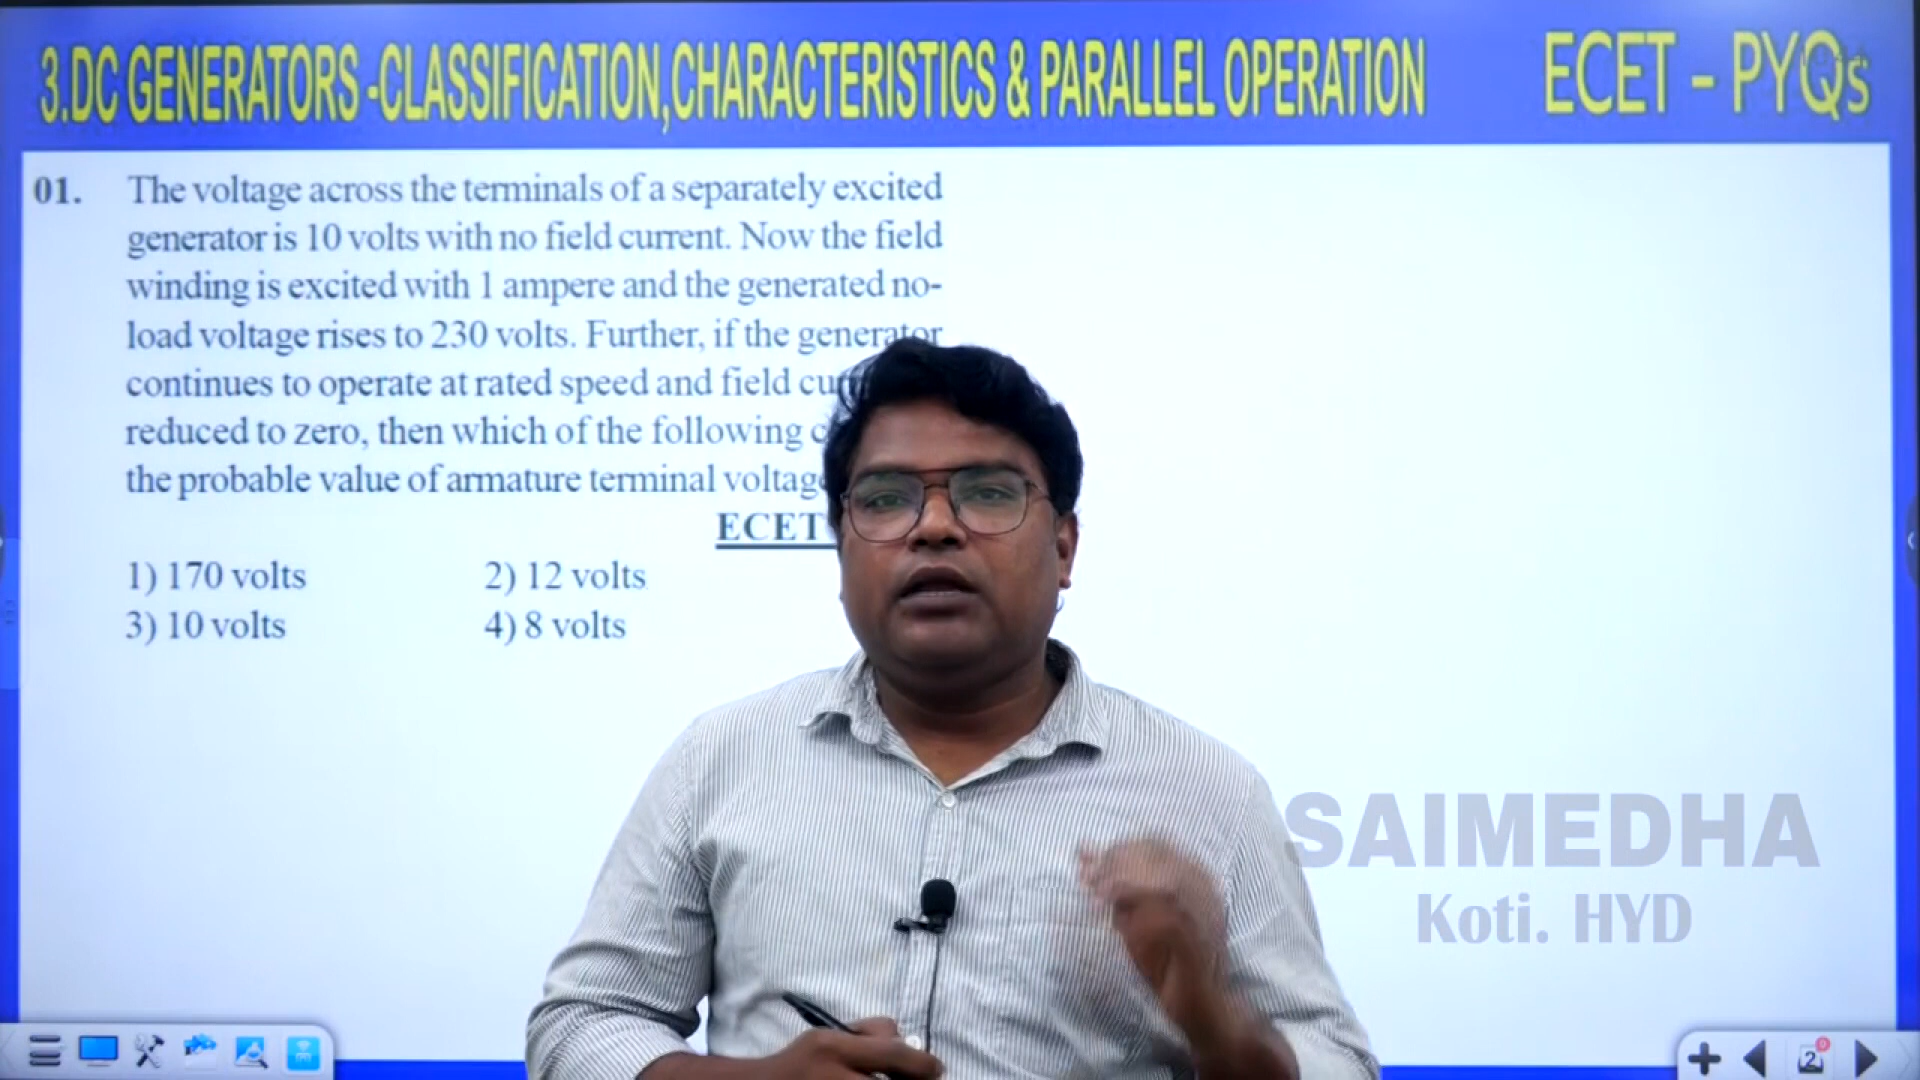 3.DC GENERATORS -CLASSIFICATION,CHARACTERISTICS & PARALLEL OPERATION
ECET – PYQs
01. The voltage across the terminals of a separately excited
generator is 10 volts with no field current. Now the field
winding is excited with 1 ampere and the generated no-
load voltage rises to 230 volts. Further, if the generator
continues to operate at rated speed and field
reduced to zero, then which of the following
the probable value of armature terminal
ECET
1) 170 volts 2) 12 volts
3) 10 volts 4) 8 volts
SAIMEDHA
Koti. HYD
2